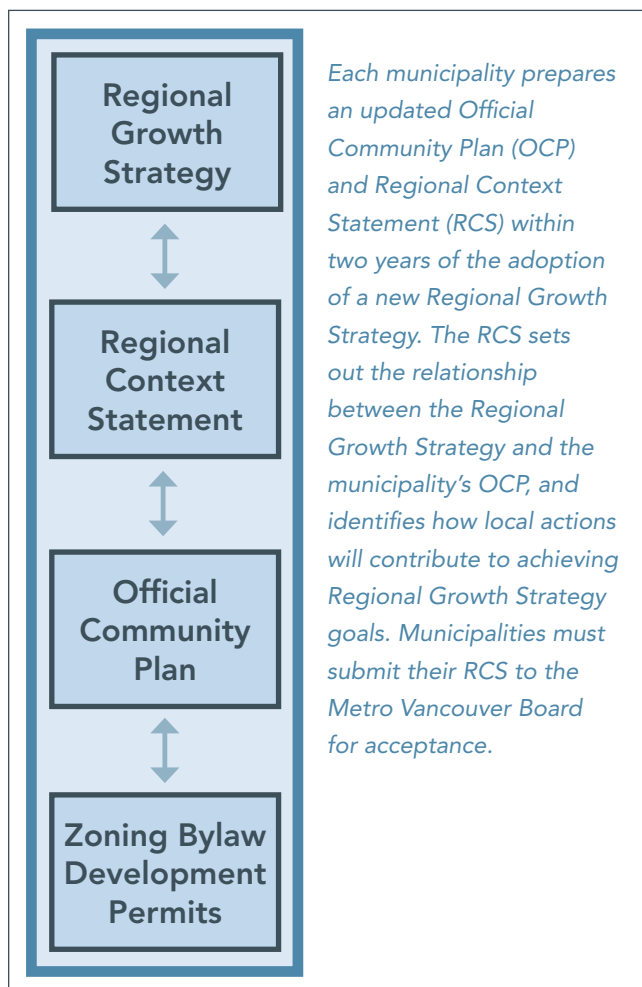 Regional
Growth
Strategy
Regional
Context
Statement
Official
Community
Plan
Zoning Bylaw
Development
Permits
Each municipality prepares
an updated Official
Community Plan (OCP)
and Regional Context
Statement (RCS) within
two years of the adoption
of a new Regional Growth
Strategy. The RCS sets
out the relationship
between the Regional
Growth Strategy and the
municipality’s OCP, and
identifies how local actions
will contribute to achieving
Regional Growth Strategy
goals. Municipalities must
submit their RCS to the
Metro Vancouver Board
for acceptance.